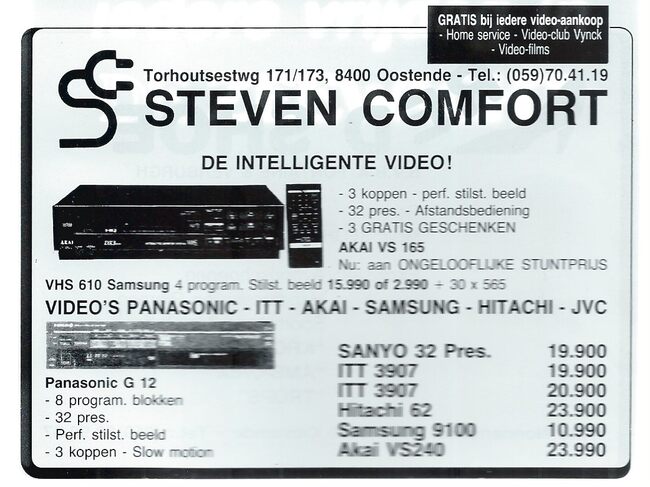 GRATIS bij iedere video-aankoop
- Home service - Video-club Vynck
- Video-films
Torhoutsestwg 171/173, 8400 Oostende - Tel.: (059)70.41.19
STEVEN COMFORT
DE INTELLIGENTE VIDEO!
- 3 koppen - perf. stilst. beeld
- 32 pres. - Afstandsbediening
- 3 GRATIS GESCHENKEN
AKAI VS 165
Nu: aan ONGELOOFLIJKE STUNTPRIJS
AKAI
VHS 610 Samsung 4 program. Stilst. beeld 15.990 of 2.990 + 30 x 565
VIDEO'S PANASONIC - ITT - AKAI - SAMSUNG - HITACHI - JVC
Panasonic G 12
- 8 program. blokken
- 32 pres.
- Perf. stilst. beeld
- 3 koppen - Slow motion
SANYO 32 Pres. 19.900
ITT 3907 19.900
ITT 3907 20.900
Hitachi 62 23.900
Samsung 9100 10.990
Akai VS240 23.990